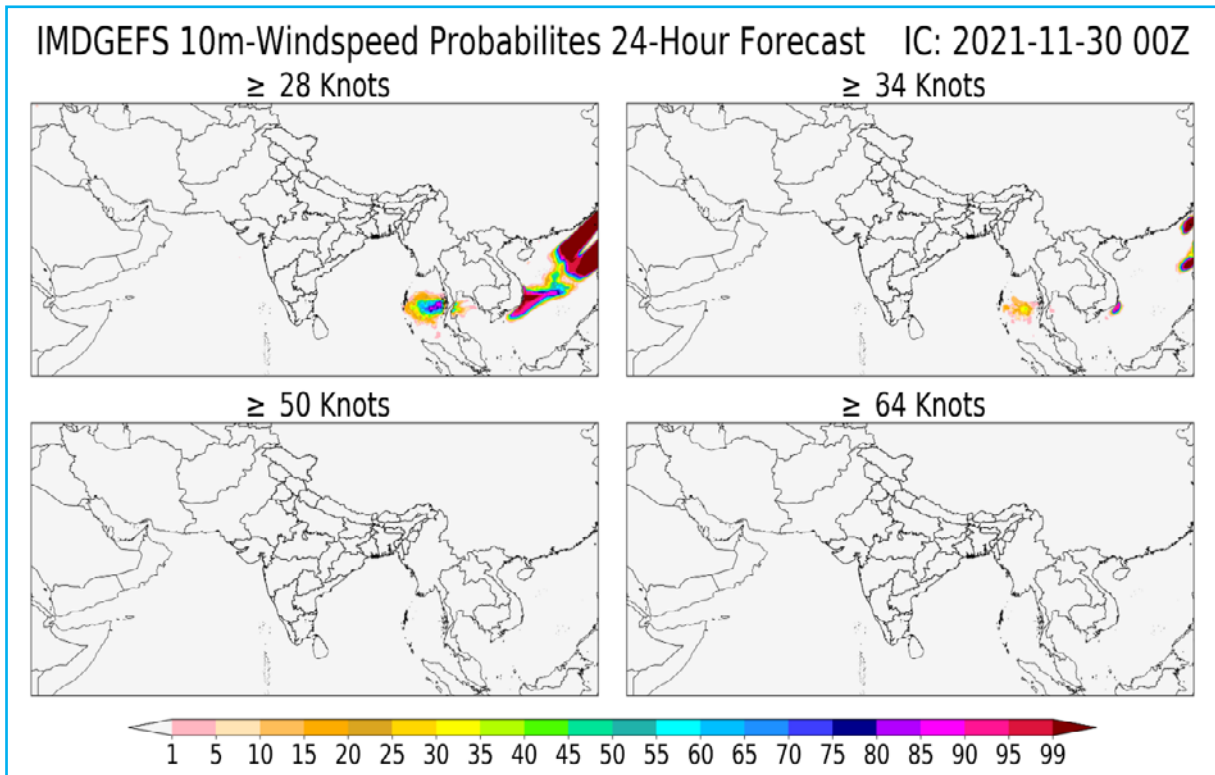 IMDGEFS 10m-Windspeed Probabilites 24-Hour Forecast IC: 2021-11-30 00Z
≥ 28 Knots
≥ 34 Knots
≥ 50 Knots
≥ 64 Knots
1 5 10 15 20 25 30 35 40 45 50 55 60 65 70 75 80 85 90 95 99